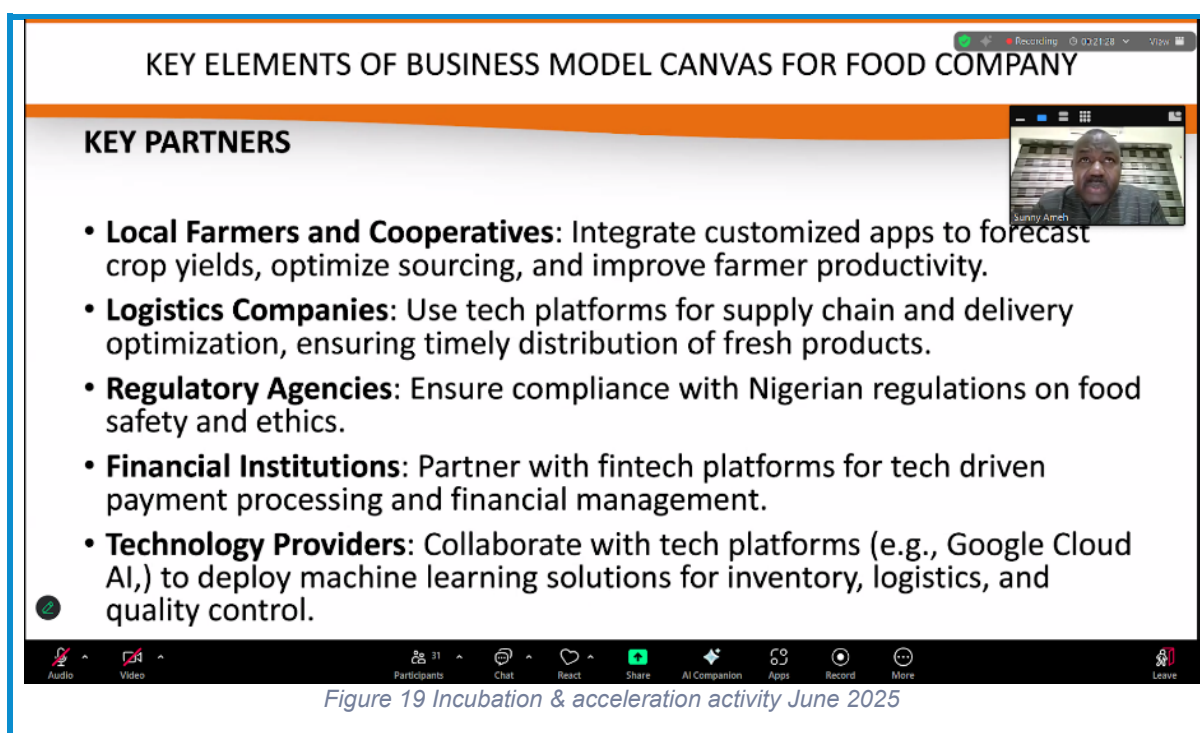 KEY ELEMENTS OF BUSINESS MODEL CANVAS FOR FOOD COMPANY
Recording 00:21:28 View
KEY PARTNERS
Sunny Ameh
• Local Farmers and Cooperatives: Integrate customized apps to forecast
crop yields, optimize sourcing, and improve farmer productivity.
• Logistics Companies: Use tech platforms for supply chain and delivery
optimization, ensuring timely distribution of fresh products.
• Regulatory Agencies: Ensure compliance with Nigerian regulations on food
safety and ethics.
• Financial Institutions: Partner with fintech platforms for tech driven
payment processing and financial management.
• Technology Providers: Collaborate with tech platforms (e.g., Google Cloud
AI,) to deploy machine learning solutions for inventory, logistics, and
quality control.
31
Audio Video Participants Chat React Share AI Companion Apps Record More Leave
Figure 19 Incubation & acceleration activity June 2025